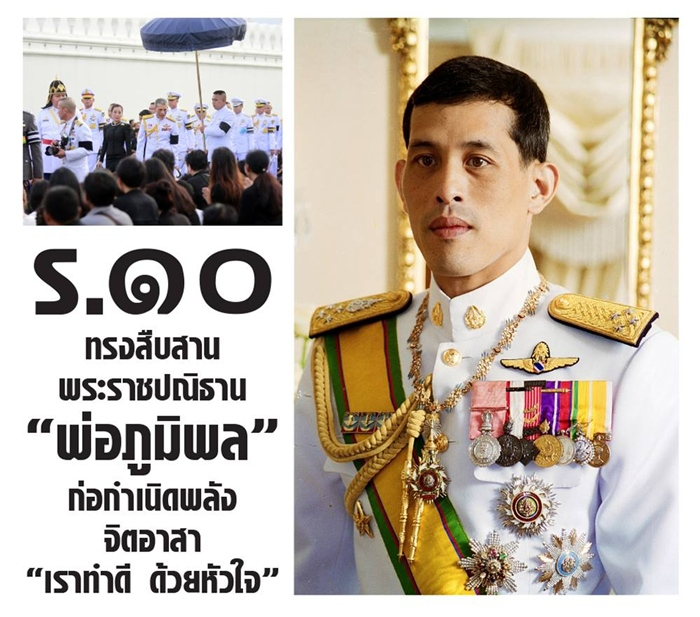 ร.๑๐
ทรงสืบสาน
พระราชปณิธาน
“พ่อภูมิพล”
ก่อกำเนิดพลัง
จิตอาสา
“เราทำดี ด้วยหัวใจ”